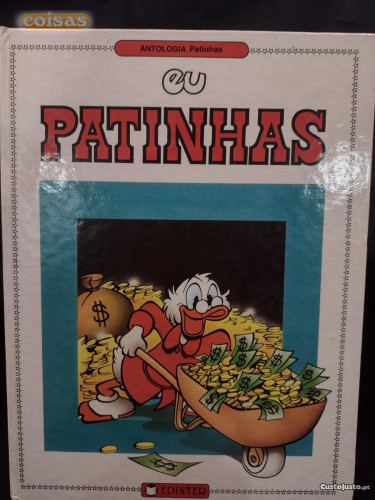 coisas
ANTOLOGIA Patinhas
eu
PATINHAS
$
$
$
$
$
$
$
$
EDINTER
CustoJusto.pt